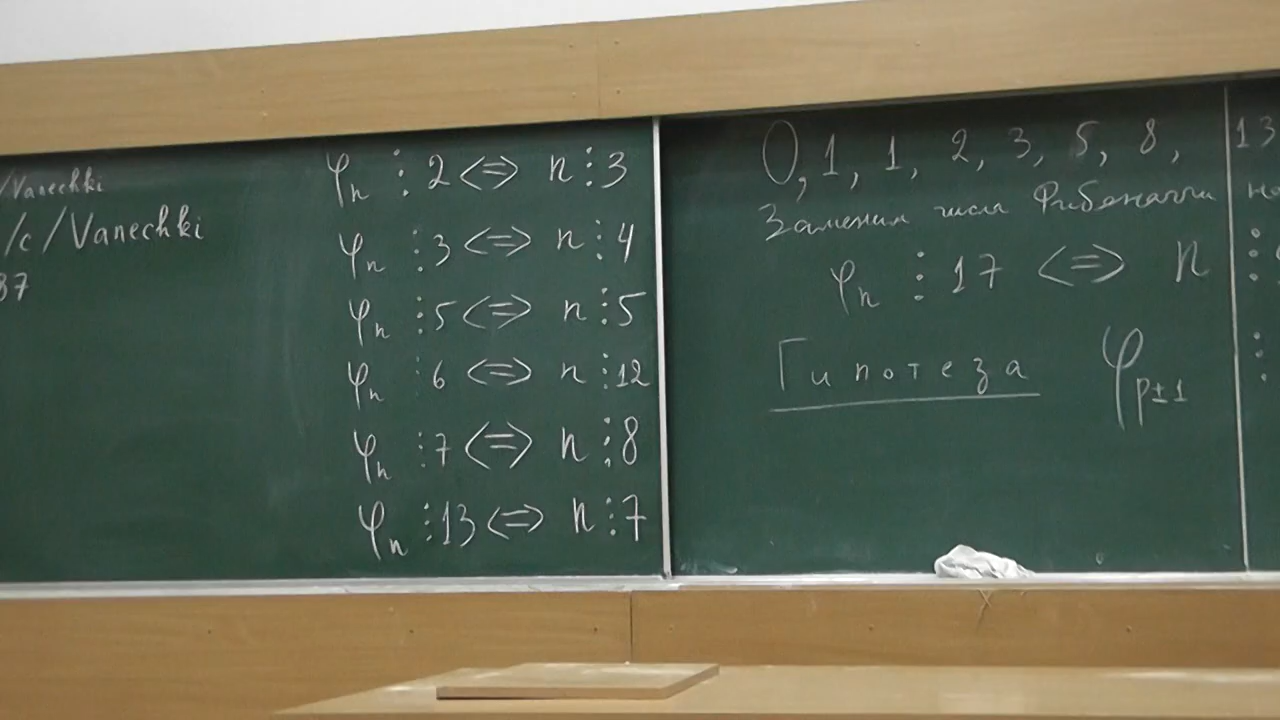 /Vanechki
/c/Vanechki
37
φn ⋮ 2 <=> n ⋮ 3
φn ⋮ 3 <=> n ⋮ 4
φn ⋮ 5 <=> n ⋮ 5
φn ⋮ 6 <=> n ⋮ 12
φn ⋮ 7 <=> n ⋮ 8
φn ⋮ 13 <=> n ⋮ 7
0, 1, 1, 2, 3, 5, 8, 13
Заменим числа Фибоначчи
φn ⋮ 17 <=> n ⋮
Гипотеза φp±1 ⋮